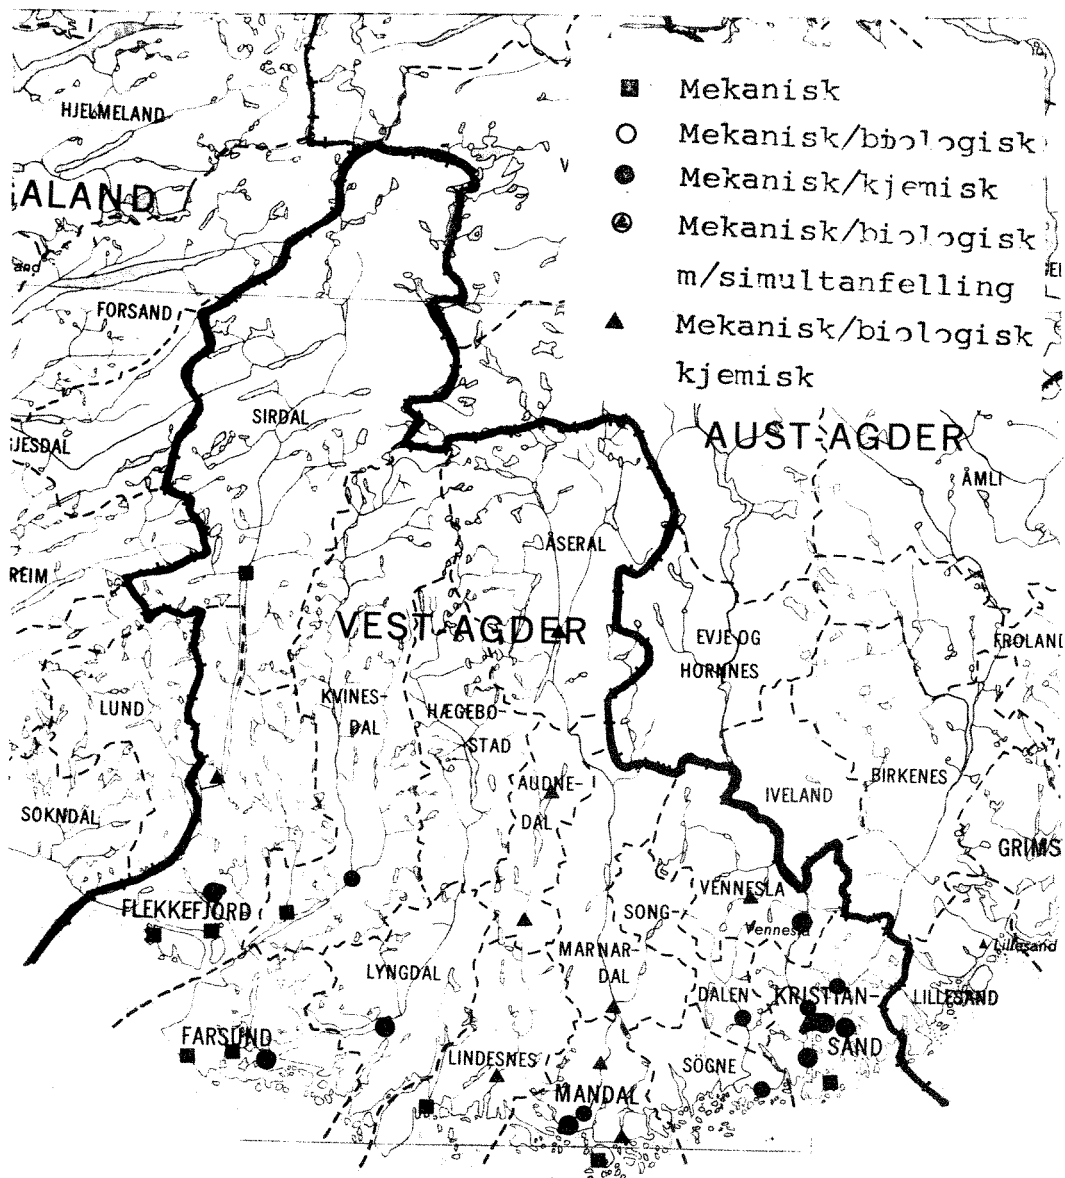 Mekanisk
Mekanisk/biologisk
Mekanisk/kjemisk
Mekanisk/biologisk
m/simultanfelling
Mekanisk/biologisk
kjemisk
HJELMELAND
ALAND
FORSAND
SIRDAL
GJESDAL
AUST-AGDER
ÅMLI
ÅSERAL
REIM
VEST-AGDER
EVJE OG
HORNNES
FROLAND
LUND
KVINES-
DAL
HÆGEBO-
STAD
AUDNE-
DAL
BIRKENES
IVELAND
SOKNDAL
GRIMS
VENNESLA
Vennesla
FLEKKEFJORD
SONG-
DALEN
MARNAR-
DAL
Lillesand
LYNGDAL
KRISTIAN-
SAND
LILLESAND
FARSUND
LINDESNES
SÖGNE
MANDAL